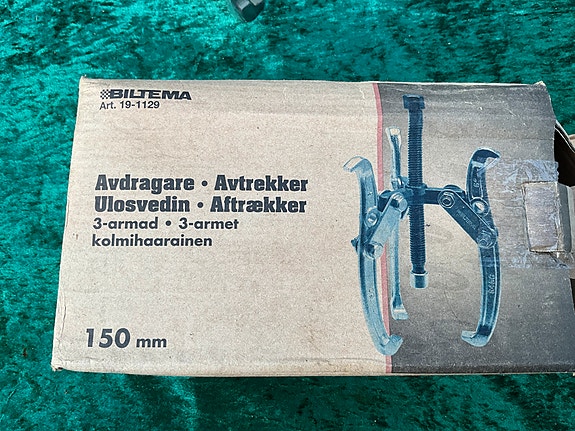 BILTEMA
Art. 19-1129
Avdragare • Avtrekker
Ulosvedin • Aftrækker
3-armad • 3-armet
kolmihaarainen
150 mm